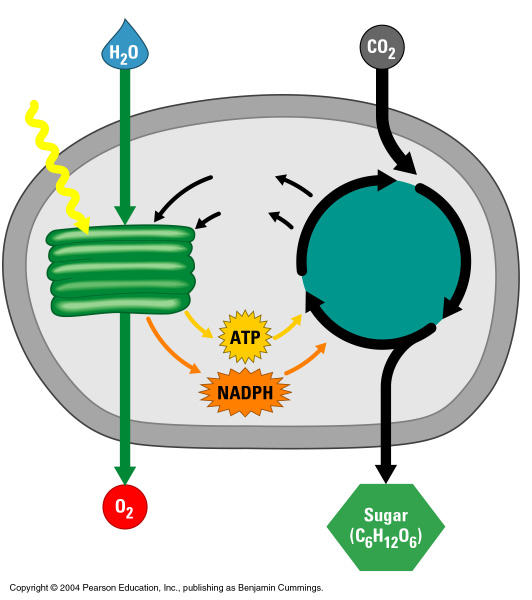 H₂O
CO₂
ATP
NADPH
O₂
Sugar
(C₆H₁₂O₆)
Copyright © 2004 Pearson Education, Inc., publishing as Benjamin Cummings.